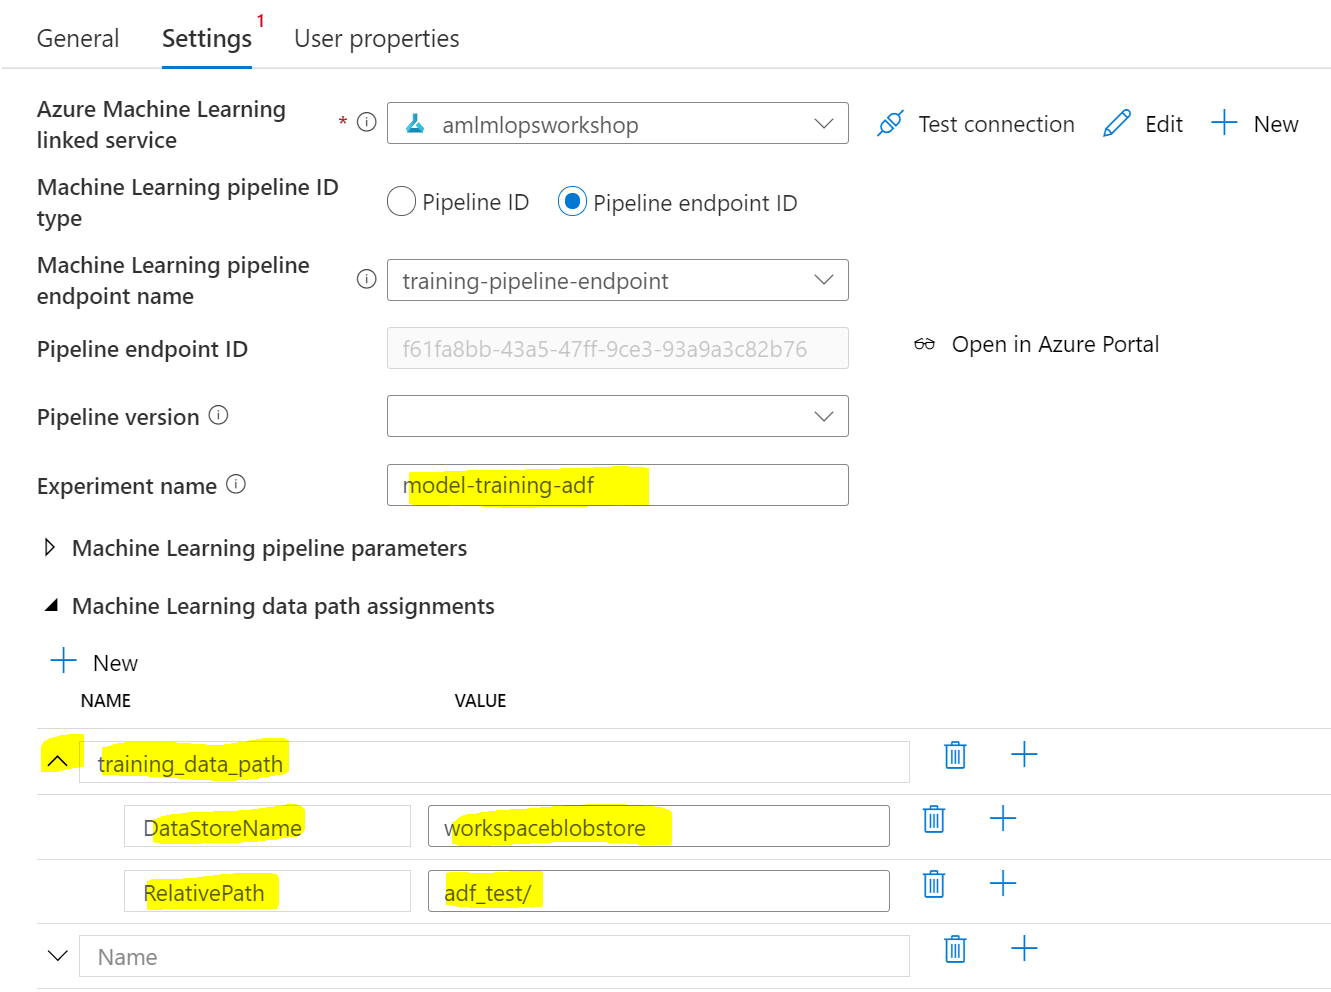 General
Settings 1
User properties
Azure Machine Learning
linked service
* amlmlopsworkshop
Test connection
Edit
New
Machine Learning pipeline ID
type
Pipeline ID
Pipeline endpoint ID
Machine Learning pipeline
endpoint name
training-pipeline-endpoint
Pipeline endpoint ID
f61fa8bb-43a5-47ff-9ce3-93a9a3c82b76
Open in Azure Portal
Pipeline version
Experiment name
model-training-adf
Machine Learning pipeline parameters
Machine Learning data path assignments
New
NAME VALUE
training_data_path
DataStoreName workspaceblobstore
RelativePath adf_test/
Name